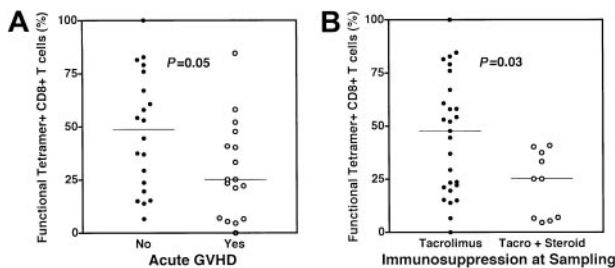 A
Functional Tetramer+ CD8+ T cells (%)
100
75
50
25
0
P=0.05
No Yes
Acute GVHD
B
Functional Tetramer+ CD8+ T cells (%)
100
75
50
25
0
P=0.03
Tacrolimus Tacro + Steroid
Immunosuppression at Sampling